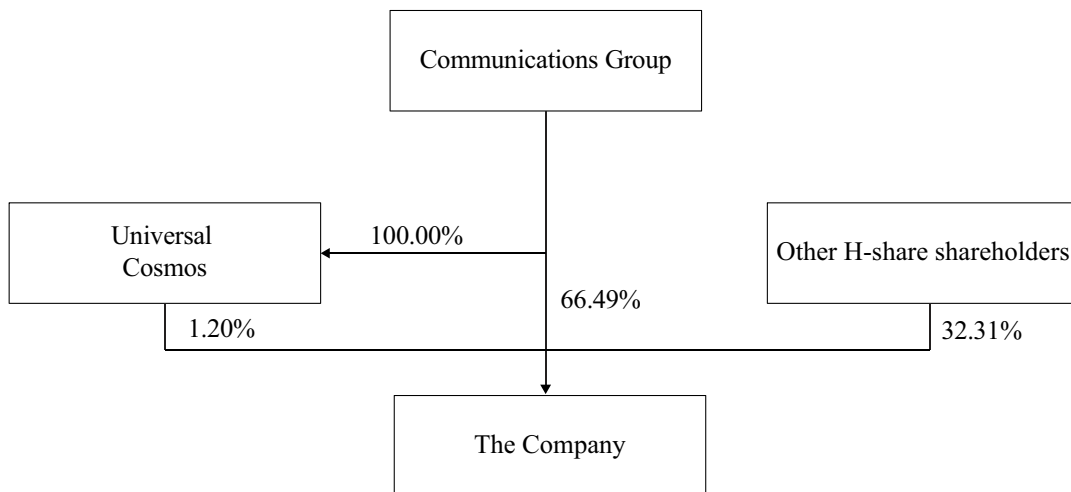 Communications Group
Universal
Cosmos
100.00%
Other H-share shareholders
66.49%
1.20%
32.31%
The Company